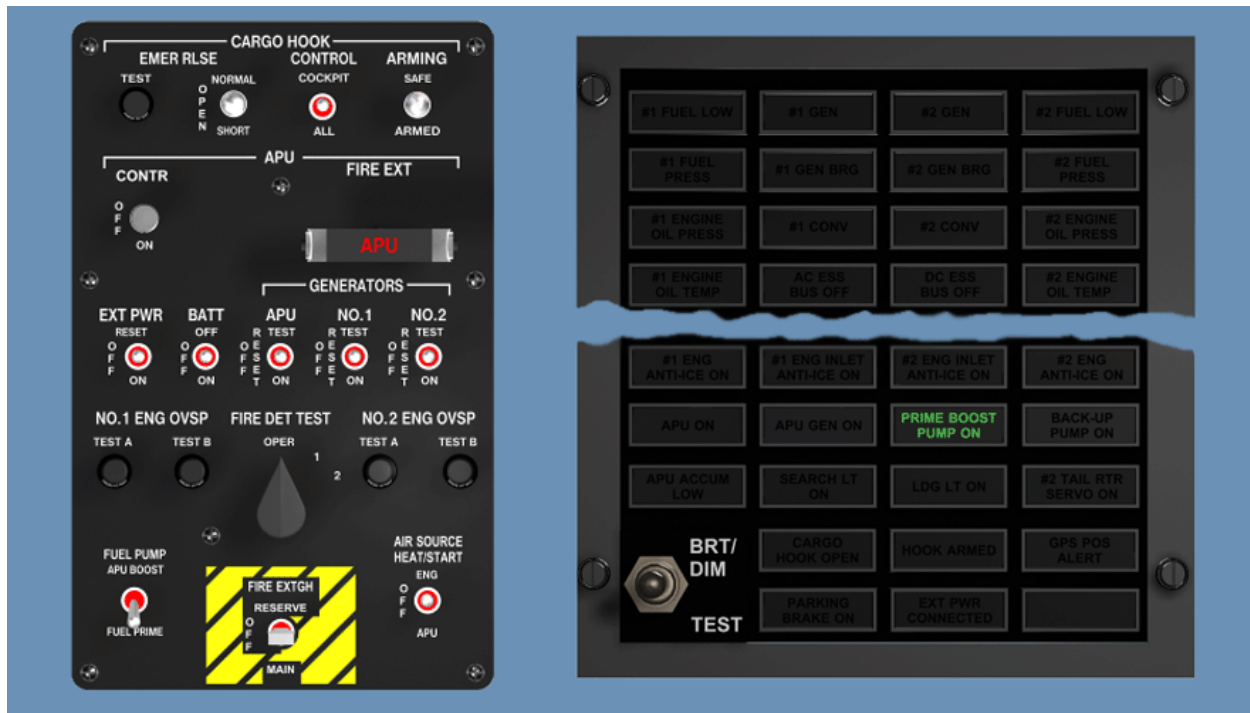 CARGO HOOK
EMER RLSE
CONTROL
ARMING
TEST
OPEN
NORMAL
SHORT
COCKPIT
ALL
SAFE
ARMED
APU
CONTR
FIRE EXT
OFF
ON
APU
GENERATORS
EXT PWR
BATT
APU
NO.1
NO.2
RESET
OFF
ON
OFF
OFF
ON
OFF
RESET
TEST
ON
OFF
RESET
TEST
ON
OFF
RESET
TEST
ON
NO.1 ENG OVSP
FIRE DET TEST
NO.2 ENG OVSP
TEST A
TEST B
OPER
1
2
TEST A
TEST B
FUEL PUMP
APU BOOST
FUEL PRIME
FIRE EXTGH
RESERVE
OFF
MAIN
AIR SOURCE
HEAT/START
ENG
OFF
APU
#1 FUEL LOW
#1 GEN
#2 GEN
#2 FUEL LOW
#1 FUEL
PRESS
#1 GEN BRG
#2 GEN BRG
#2 FUEL
PRESS
#1 ENGINE
OIL PRESS
#1 CONV
#2 CONV
#2 ENGINE
OIL PRESS
#1 ENGINE
OIL TEMP
AC ESS
BUS OFF
DC ESS
BUS OFF
#2 ENGINE
OIL TEMP
#1 ENG
ANTI-ICE ON
#1 ENG INLET
ANTI-ICE ON
#2 ENG INLET
ANTI-ICE ON
#2 ENG
ANTI-ICE ON
APU ON
APU GEN ON
PRIME BOOST
PUMP ON
BACK-UP
PUMP ON
APU ACCUM
LOW
SEARCH LT
ON
LDG LT ON
#2 TAIL RTR
SERVO ON
BRT/
DIM
TEST
CARGO
HOOK OPEN
HOOK ARMED
GPS POS
ALERT
PARKING
BRAKE ON
EXT PWR
CONNECTED